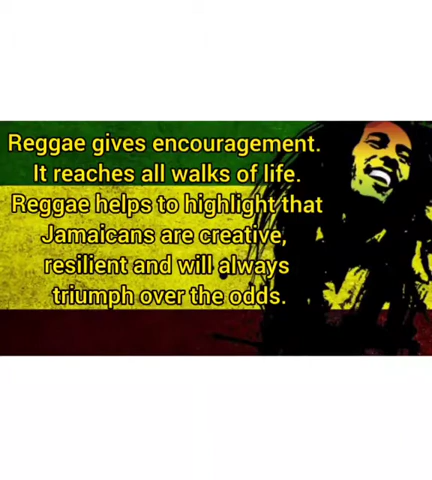 Reggae gives encouragement.
It reaches all walks of life.
Reggae helps to highlight that
Jamaicans are creative,
resilient and will always
triumph over the odds.